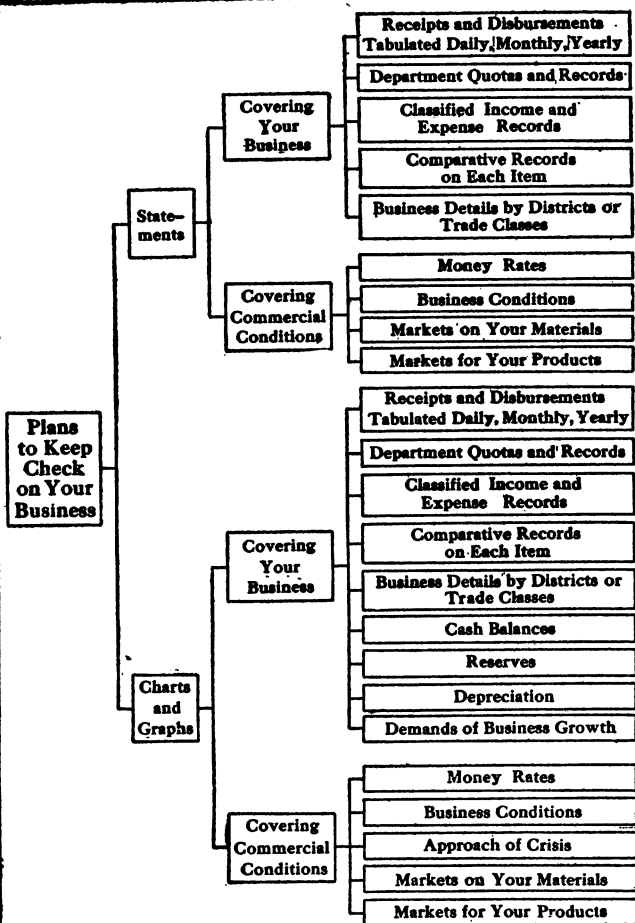 Plans
to Keep
Check
on Your
Business
State-
ments
Covering
Your
Business
Receipts and Disbursements
Tabulated Daily, Monthly, Yearly
Department Quotas and Records
Classified Income and
Expense Records
Comparative Records
on Each Item
Business Details by Districts or
Trade Classes
Covering
Commercial
Conditions
Money Rates
Business Conditions
Markets on Your Materials
Markets for Your Products
Charts
and
Graphs
Covering
Your
Business
Receipts and Disbursements
Tabulated Daily, Monthly, Yearly
Department Quotas and Records
Classified Income and
Expense Records
Comparative Records
on Each Item
Business Details by Districts or
Trade Classes
Cash Balances
Reserves
Depreciation
Demands of Business Growth
Covering
Commercial
Conditions
Money Rates
Business Conditions
Approach of Crisis
Markets on Your Materials
Markets for Your Products